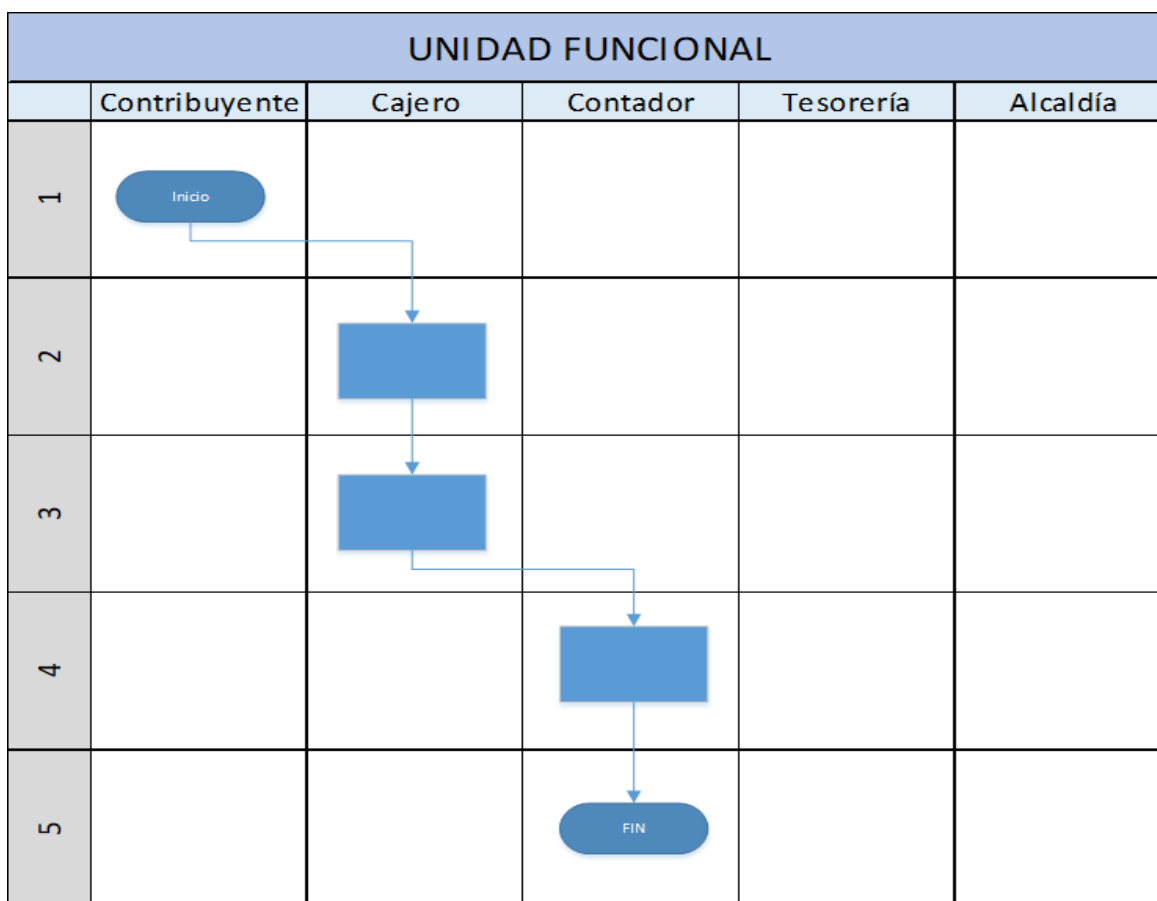 UNIDAD FUNCIONAL
Contribuyente Cajero Contador Tesorería Alcaldía
1
Inicio
2
3
4
5
FIN